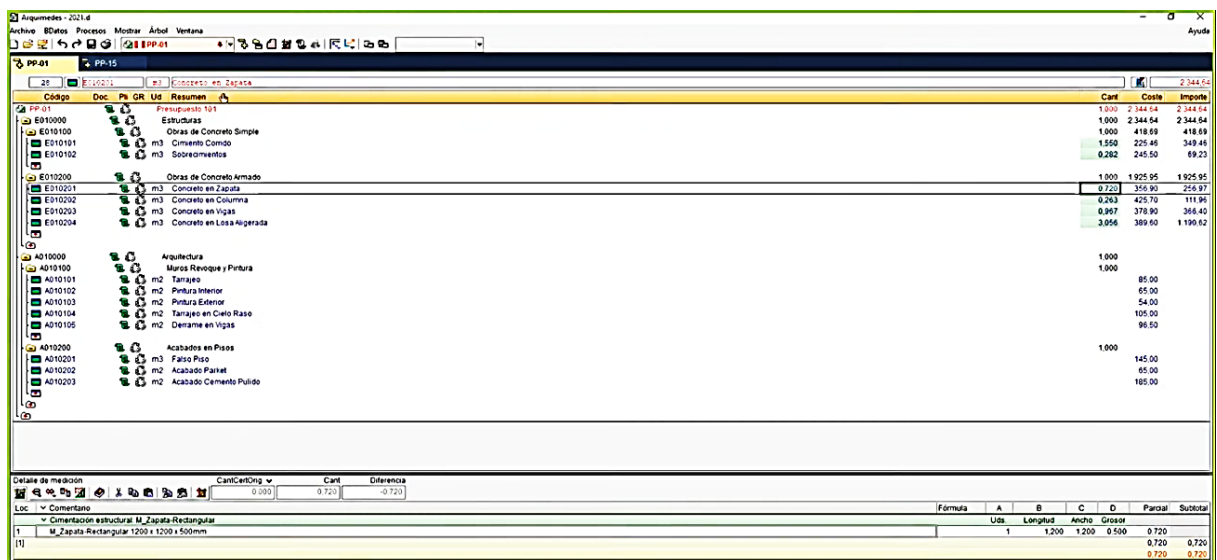 Arquimedes - 2021.d
Archivo BDatos Procesos Mostrar Árbol Ventana Ayuda
PP-01
PP-01 PP-15
28 E010201 m3 Concreto en Zapata 2.344,64
Código Doc. GR Ud Resumen Cant Coste Importe
PP-01 Presupuesto 101 1,000 2.344,64 2.344,64
E010000 Estructuras 1,000 2.344,64 2.344,64
E010100 Obras de Concreto Simple 1,000 418,69 418,69
E010101 m3 Cimiento Corrido 1,550 225,46 349,46
E010102 m3 Sobrecimientos 0,282 245,50 69,23
E010200 Obras de Concreto Armado 1,000 1.925,95 1.925,95
E010201 m3 Concreto en Zapata 0,720 356,90 256,97
E010202 m3 Concreto en Columna 0,263 425,70 111,96
E010203 m3 Concreto en Vigas 0,967 378,90 366,40
E010204 m3 Concreto en Losa Aligerada 3,056 389,60 1.190,62
A010000 Arquitectura 1,000
A010100 Muros Revoque y Pintura 1,000
A010101 m2 Tarrajeo 85,00
A010102 m2 Pintura Interior 65,00
A010103 m2 Pintura Exterior 54,00
A010104 m2 Tarrajeo en Cielo Raso 105,00
A010105 m2 Derrame en Vigas 96,50
A010200 Acabados en Pisos 1,000
A010201 m3 Falso Piso 145,00
A010202 m2 Acabado Parket 65,00
A010203 m2 Acabado Cemento Pulido 185,00
Detalle de medición CantCertOrig Cant Diferencia
0,000 0,720 -0,720
Loc Comentario Fórmula A B C D Parcial Subtotal
Cimentación estructural: M_Zapata-Rectangular Uds. Longitud Ancho Grosor
1 M_Zapata-Rectangular 1200 x 1200 x 500mm 1 1,200 1,200 0,500 0,720
[1] 0,720 0,720
0,720 0,720